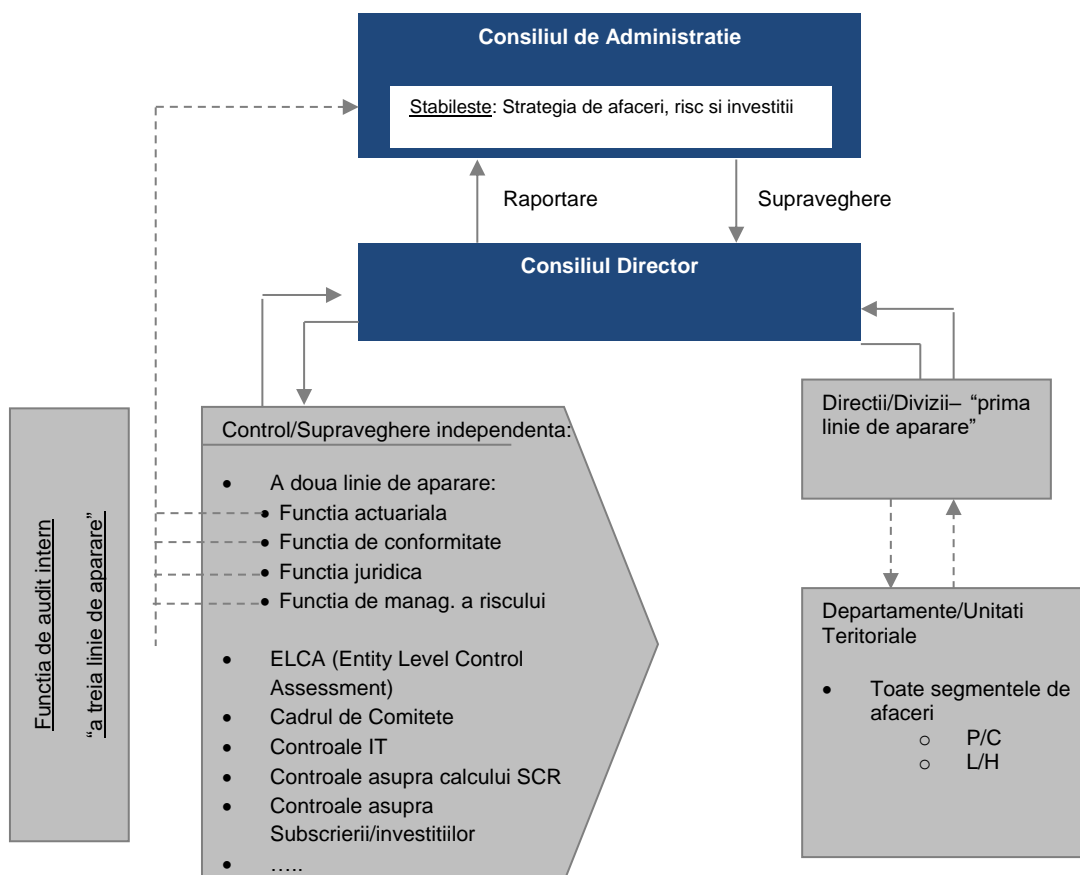 Consiliul de Administratie
Stabileste: Strategia de afaceri, risc si investitii
Raportare
Supraveghere
Consiliul Director
Functia de audit intern
“a treia linie de aparare”
Control/Supraveghere independenta:
• A doua linie de aparare:
• Functia actuariala
• Functia de conformitate
• Functia juridica
• Functia de manag. a riscului
• ELCA (Entity Level Control
Assessment)
• Cadrul de Comitete
• Controale IT
• Controale asupra calcului SCR
• Controale asupra
Subscrierii/investitiilor
• …..
Directii/Divizii– “prima
linie de aparare”
Departamente/Unitati
Teritoriale
• Toate segmentele de
afaceri
o P/C
o L/H